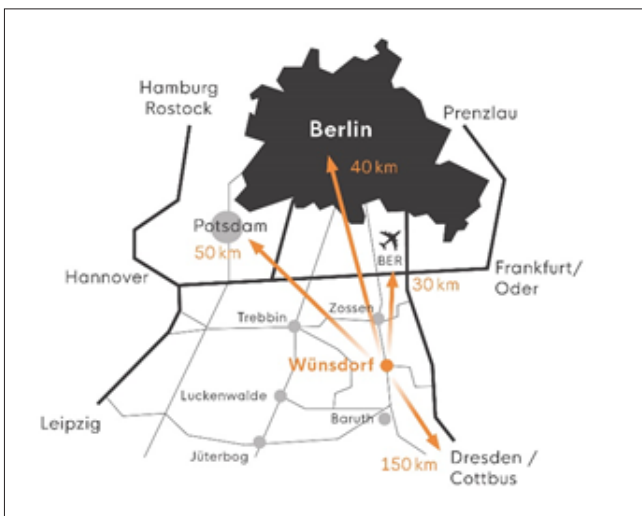 Hamburg
Rostock
Prenzlau
Berlin
40 km
Potsdam
50 km
BER
Hannover
Frankfurt/
Oder
30 km
Zossen
Trebbin
Wünsdorf
Luckenwalde
Leipzig
Baruth
Jüterbog
150 km
Dresden /
Cottbus